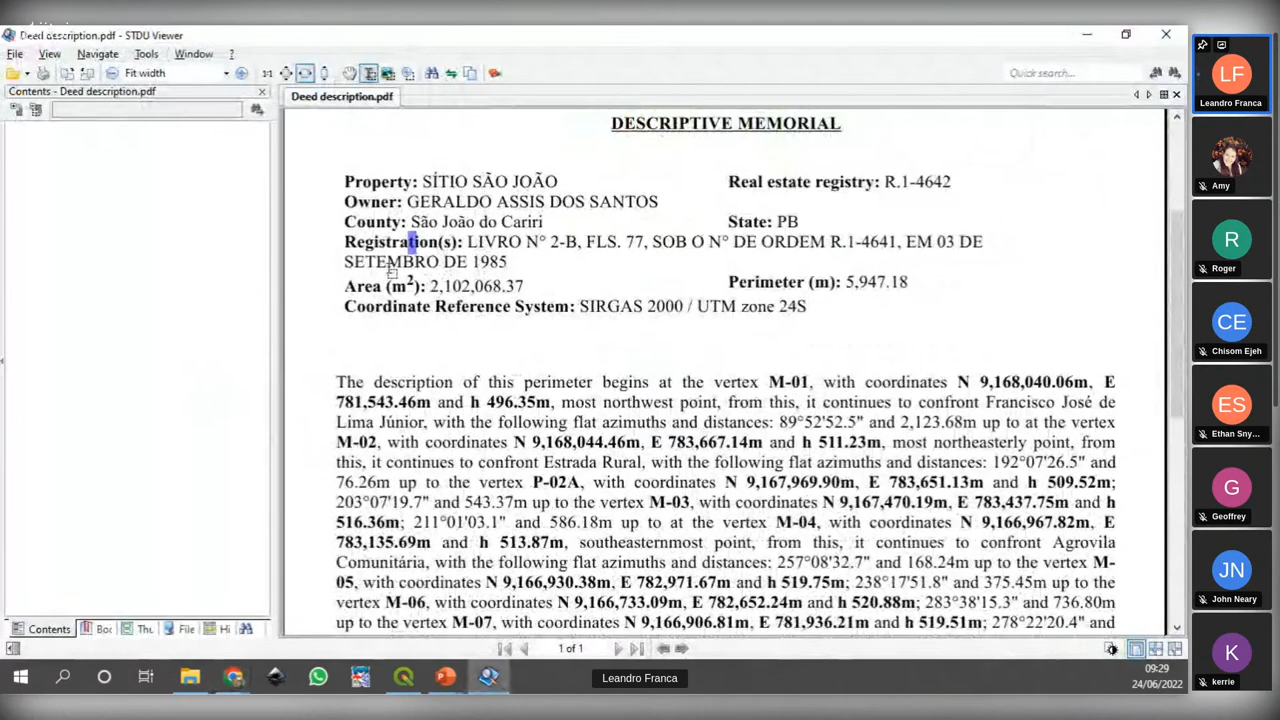 Deed description.pdf - STDU Viewer
File View Navigate Tools Window ?
Fit width
1:1
Quick search...
Contents - Deed description.pdf
Deed description.pdf
DESCRIPTIVE MEMORIAL
Property: SÍTIO SÃO JOÃO Real estate registry: R.1-4642
Owner: GERALDO ASSIS DOS SANTOS
County: São João do Cariri State: PB
Registration(s): LIVRO N° 2-B, FLS. 77, SOB O N° DE ORDEM R.1-4641, EM 03 DE
SETEMBRO DE 1985
Area (m²): 2,102,068.37 Perimeter (m): 5,947.18
Coordinate Reference System: SIRGAS 2000 / UTM zone 24S
The description of this perimeter begins at the vertex M-01, with coordinates N 9,168,040.06m, E
781,543.46m and h 496.35m, most northwest point, from this, it continues to confront Francisco José de
Lima Júnior, with the following flat azimuths and distances: 89°52'52.5" and 2,123.68m up to at the vertex
M-02, with coordinates N 9,168,044.46m, E 783,667.14m and h 511.23m, most northeasterly point, from
this, it continues to confront Estrada Rural, with the following flat azimuths and distances: 192°07'26.5" and
76.26m up to the vertex P-02A, with coordinates N 9,167,969.90m, E 783,651.13m and h 509.52m;
203°07'19.7" and 543.37m up to the vertex M-03, with coordinates N 9,167,470.19m, E 783,437.75m and h
516.36m; 211°01'03.1" and 586.18m up to at the vertex M-04, with coordinates N 9,166,967.82m, E
783,135.69m and h 513.87m, southeasternmost point, from this, it continues to confront Agrovila
Comunitária, with the following flat azimuths and distances: 257°08'32.7" and 168.24m up to the vertex M-
05, with coordinates N 9,166,930.38m, E 782,971.67m and h 519.75m; 238°17'51.8" and 375.45m up to the
vertex M-06, with coordinates N 9,166,733.09m, E 782,652.24m and h 520.88m; 283°38'15.3" and 736.80m
up to the vertex M-07, with coordinates N 9,166,906.81m, E 781,936.21m and h 519.51m; 278°22'20.4" and
Contents Boo Thu File Hi
1 of 1
09:29
24/06/2022
Leandro Franca
LF
Leandro Franca
Amy
R
Roger
CE
Chisom Ejeh
ES
Ethan Sny...
G
Geoffrey
JN
John Neary
K
kerrie